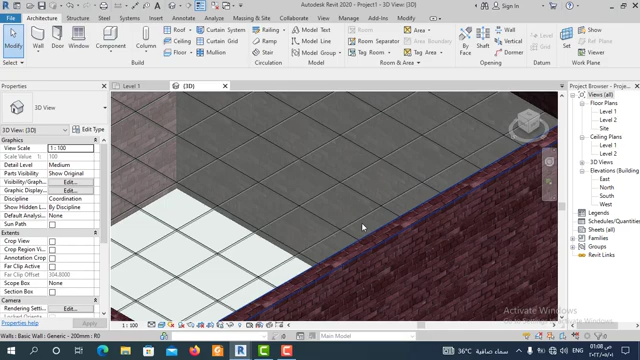 Autodesk Revit 2020 - Project1 - 3D View: {3D}
Sign In
File Architecture Structure Steel Systems Insert Annotate Analyze Massing & Site Collaborate View Manage Add-Ins Modify
Modify
Wall
Door
Window
Component
Column
Roof
Ceiling
Floor
Curtain System
Curtain Grid
Mullion
Railing
Ramp
Stair
Model Text
Model Line
Model Group
Room
Room Separator
Tag Room
Area
Area Boundary
Tag Area
By Face
Shaft
Wall
Vertical
Dormer
Level
Grid
Set
Show
Viewer
Select
Build
Circulation
Model
Room & Area
Opening
Datum
Work Plane
Properties
Level 1
{3D}
Project Browser - Project1
3D View
3D View: {3D}
Edit Type
Graphics
View Scale 1 : 100
Scale Value 1: 100
Detail Level Medium
Parts Visibility Show Original
Visibility/Graph... Edit...
Graphic Display... Edit...
Discipline Coordination
Show Hidden L... By Discipline
Default Analysi... None
Sun Path
Extents
Crop View
Crop Region Vi...
Annotation Crop
Far Clip Active
Far Clip Offset 304.8000
Scope Box None
Section Box
Camera
Rendering Setti... Edit...
Properties help
Apply
Views (all)
Floor Plans
Level 1
Level 2
Site
Ceiling Plans
Level 1
Level 2
3D Views
Elevations (Building
East
North
South
West
Legends
Schedules/Quantities
Sheets (all)
Families
Groups
Revit Links
Activate Windows
1 : 100
Walls : Basic Wall : Generic - 200mm : R0
Main Model
36°C سماء صافية
ENG
01:08 ص